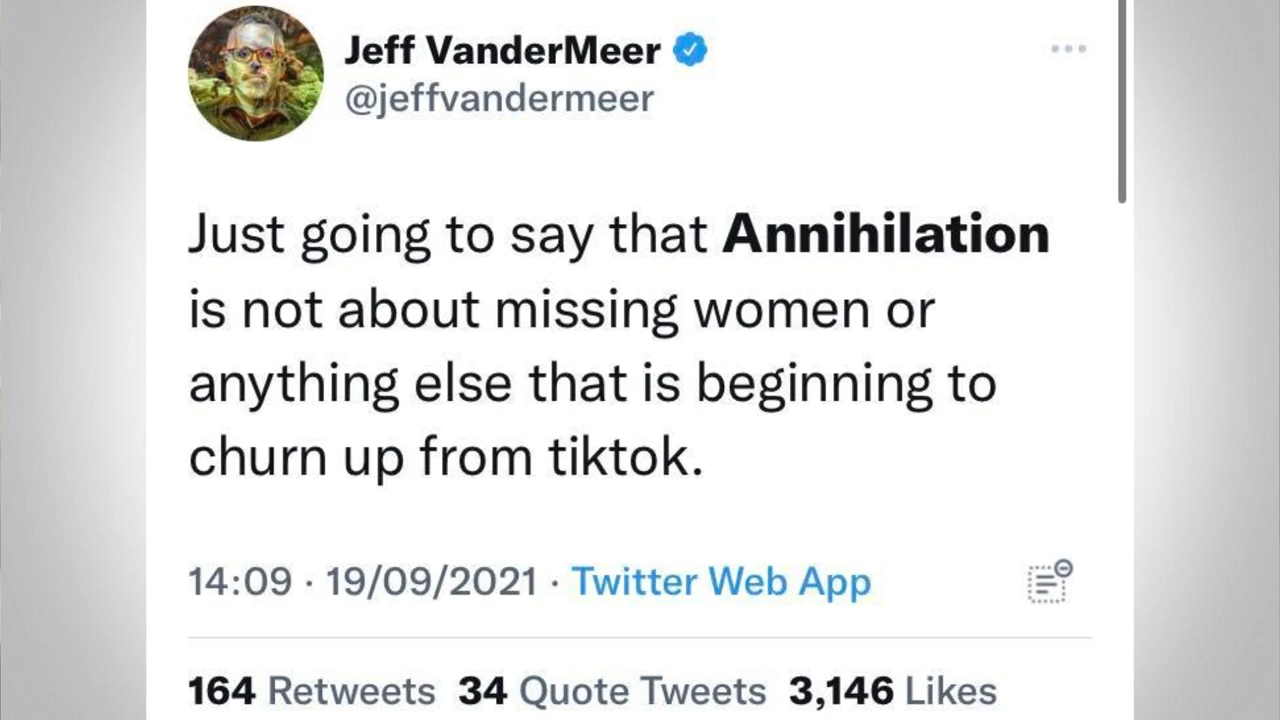 Jeff VanderMeer
@jeffvandermeer
Just going to say that Annihilation
is not about missing women or
anything else that is beginning to
churn up from tiktok.
14:09 · 19/09/2021 · Twitter Web App
164 Retweets 34 Quote Tweets 3,146 Likes